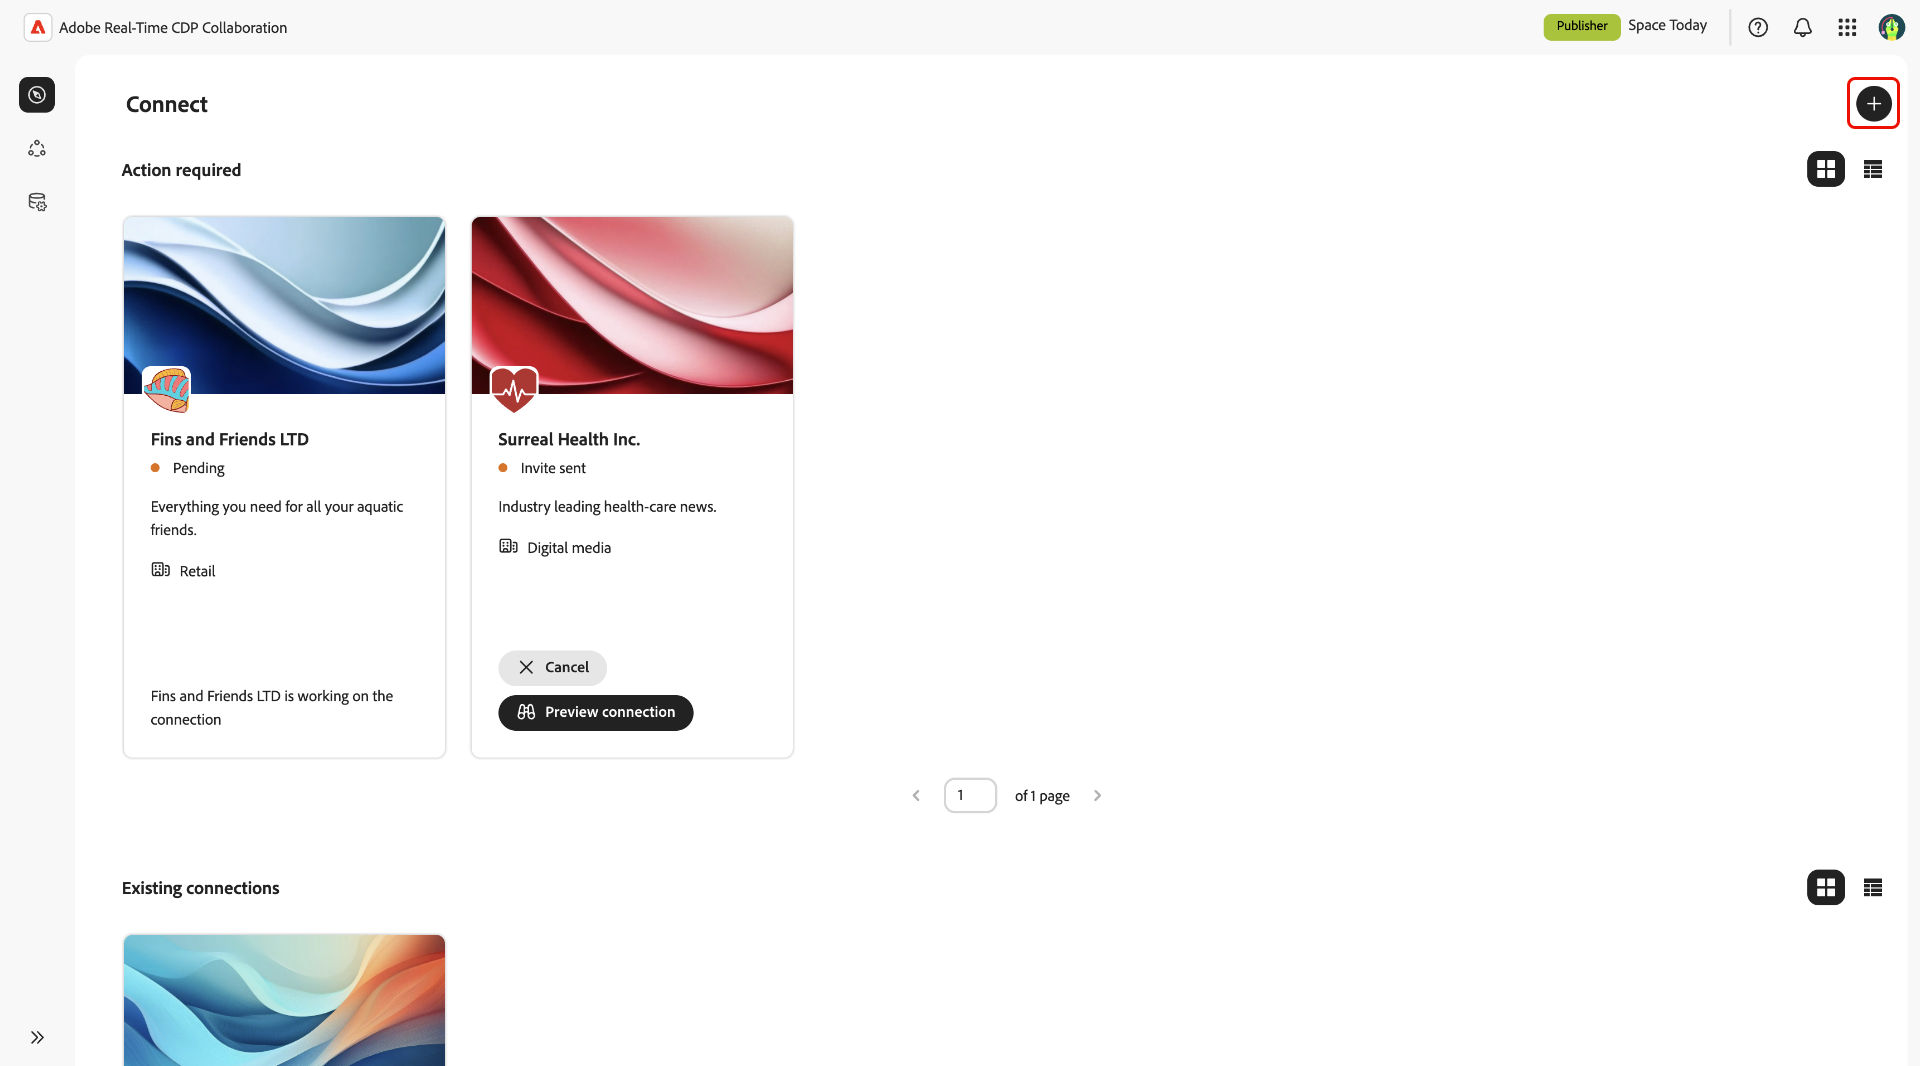 Adobe Real-Time CDP Collaboration
Publisher
Space Today
Connect
Action required
Fins and Friends LTD
Pending
Everything you need for all your aquatic
friends.
Retail
Fins and Friends LTD is working on the
connection
Surreal Health Inc.
Invite sent
Industry leading health-care news.
Digital media
Cancel
Preview connection
1
of 1 page
Existing connections